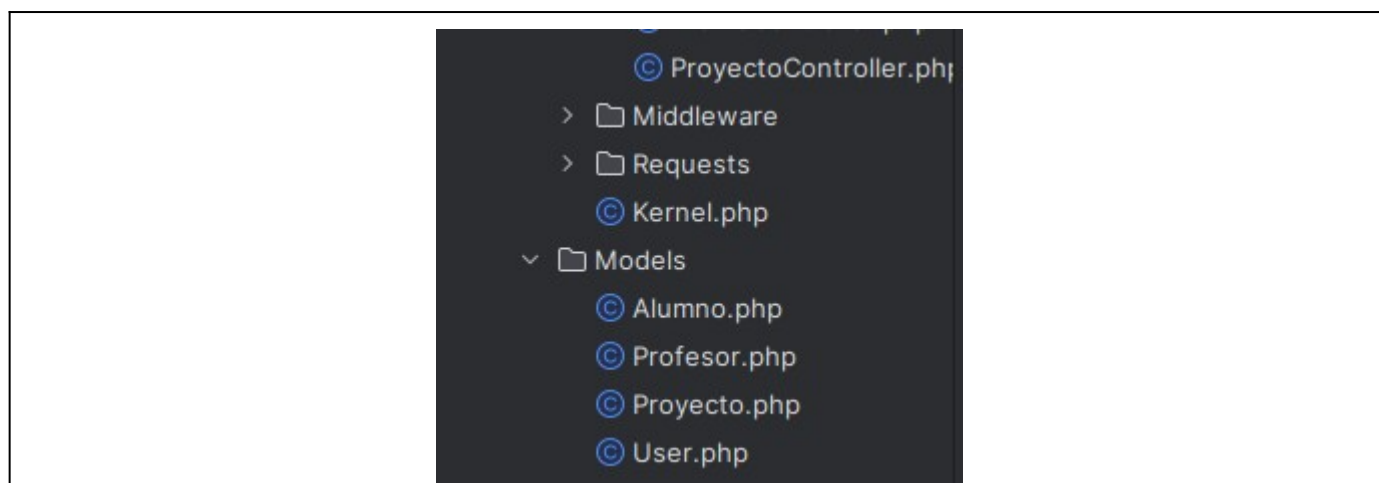 ProyectoController.php
Middleware
Requests
Kernel.php
Models
Alumno.php
Profesor.php
Proyecto.php
User.php